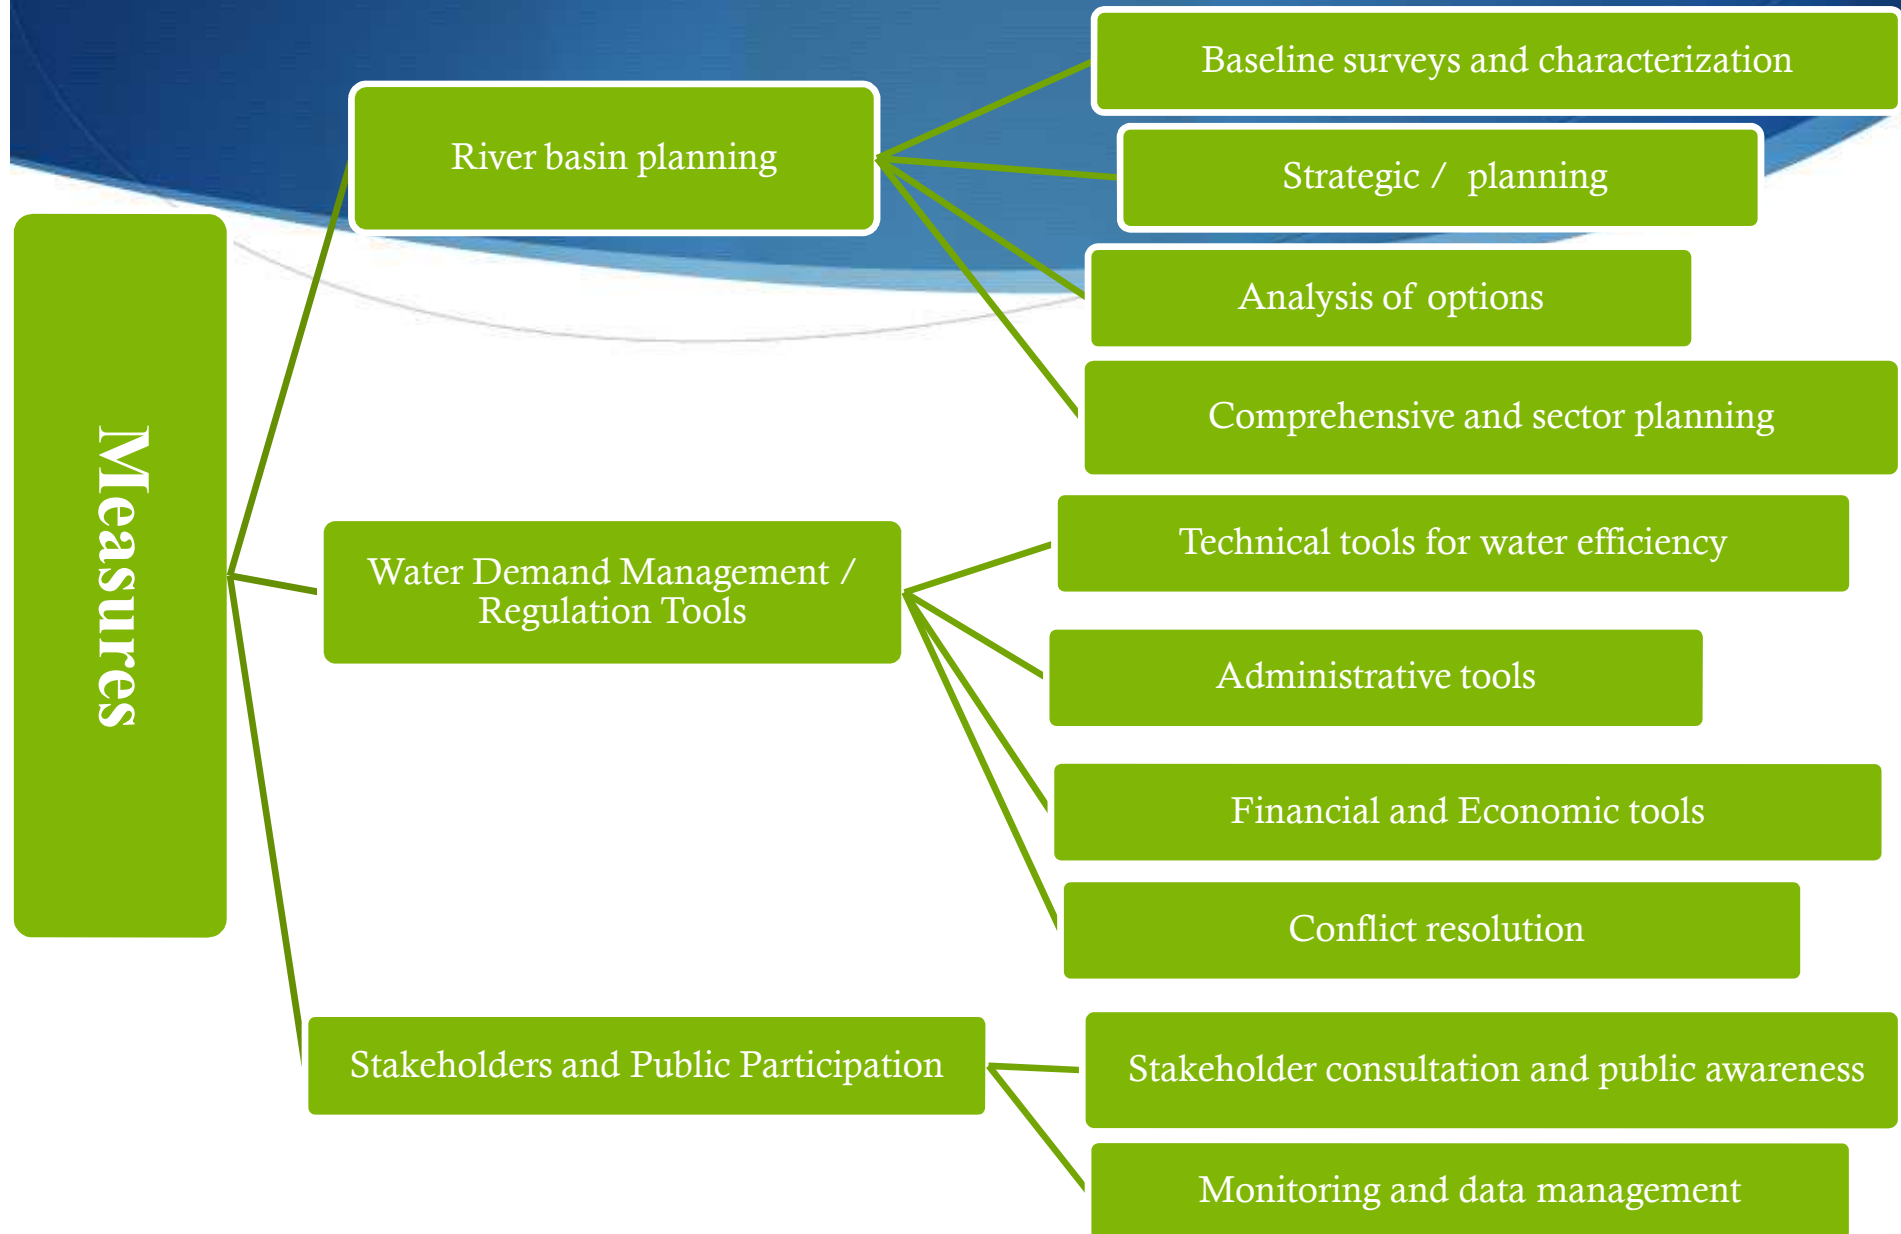 Measures
River basin planning
Baseline surveys and characterization
Strategic / planning
Analysis of options
Comprehensive and sector planning
Water Demand Management /
Regulation Tools
Technical tools for water efficiency
Administrative tools
Financial and Economic tools
Conflict resolution
Stakeholders and Public Participation
Stakeholder consultation and public awareness
Monitoring and data management